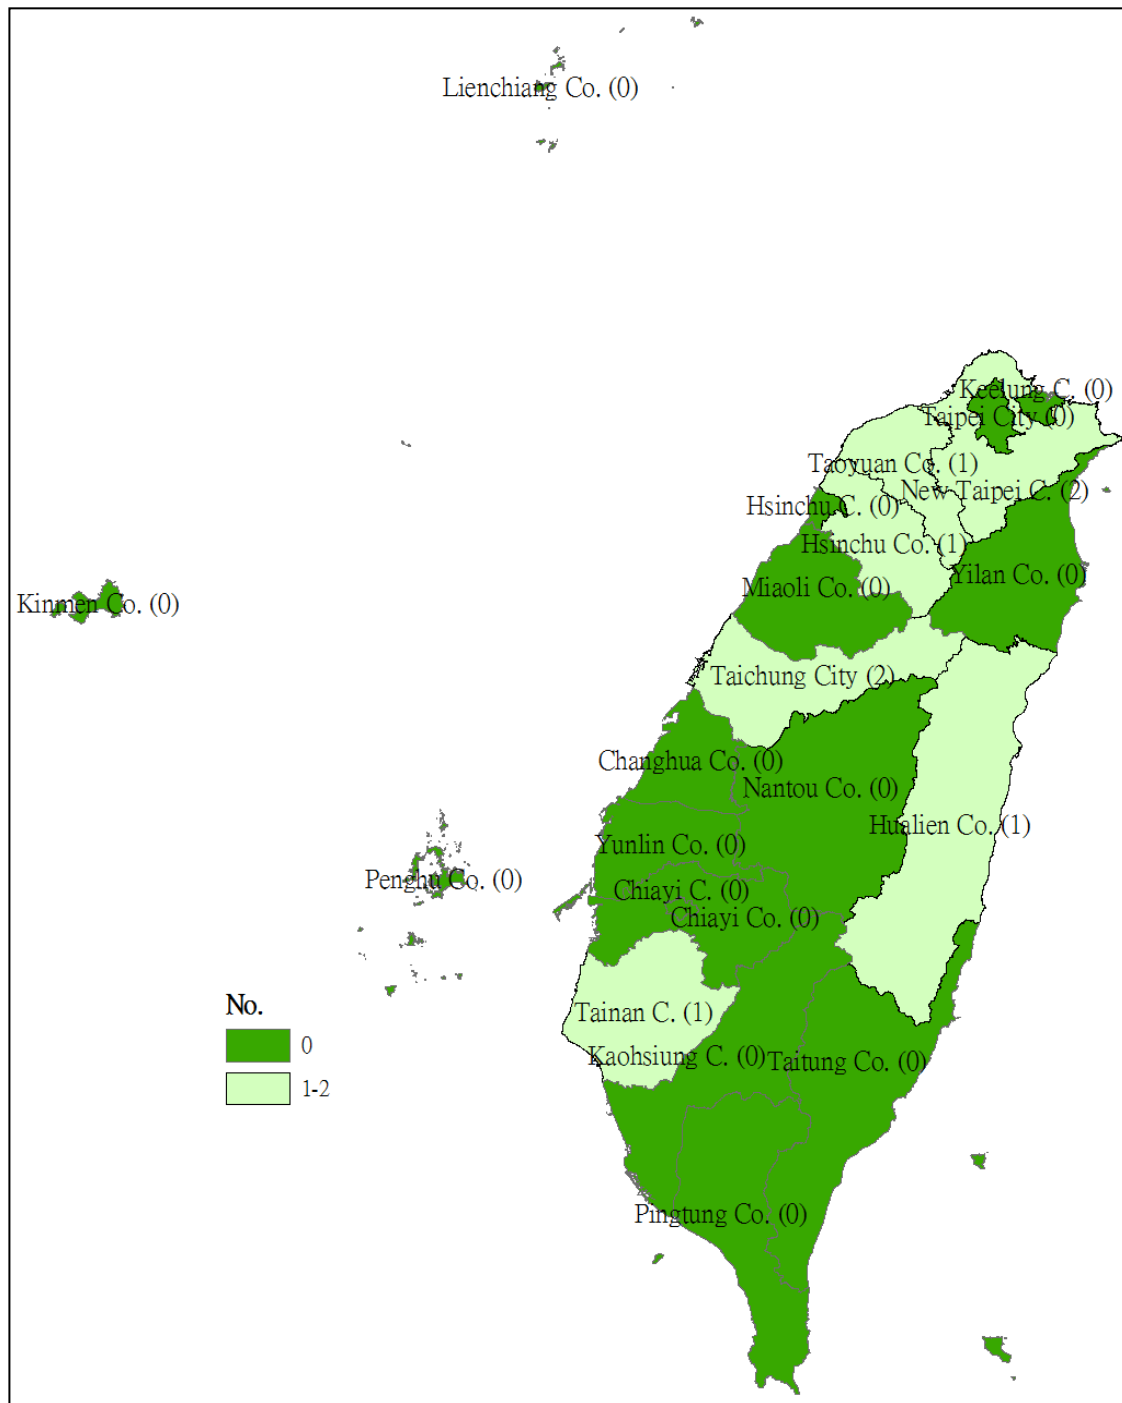 Lienchiang Co. (0)
Keelung C. (0)
Taipei City (0)
Taoyuan Co. (1)
New Taipei C. (2)
Hsinchu C. (0)
Hsinchu Co. (1)
Yilan Co. (0)
Miaoli Co. (0)
Kinmen Co. (0)
Taichung City (2)
Changhua Co. (0)
Nantou Co. (0)
Hualien Co. (1)
Yunlin Co. (0)
Penghu Co. (0)
Chiayi C. (0)
Chiayi Co. (0)
No.
0
1-2
Tainan C. (1)
Kaohsiung C. (0)
Taitung Co. (0)
Pingtung Co. (0)